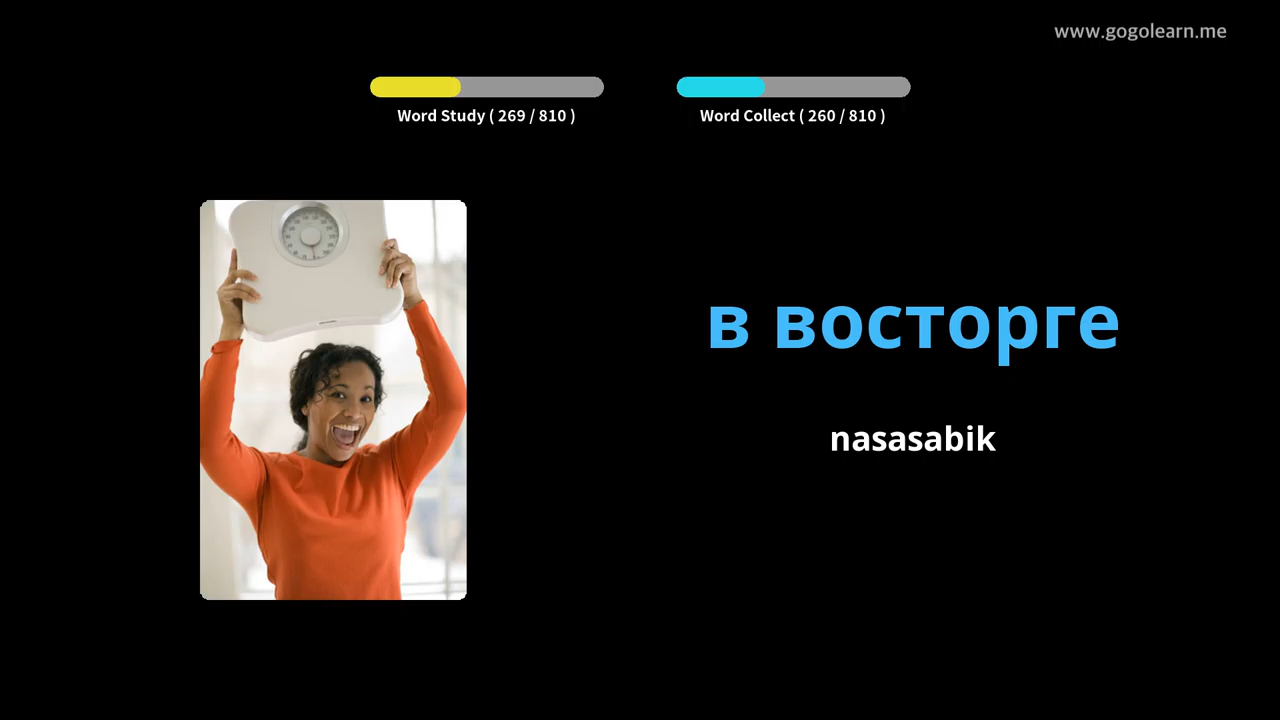 www.gogolearn.me
Word Study ( 269 / 810 )
Word Collect ( 260 / 810 )
в восторге
nasasabik